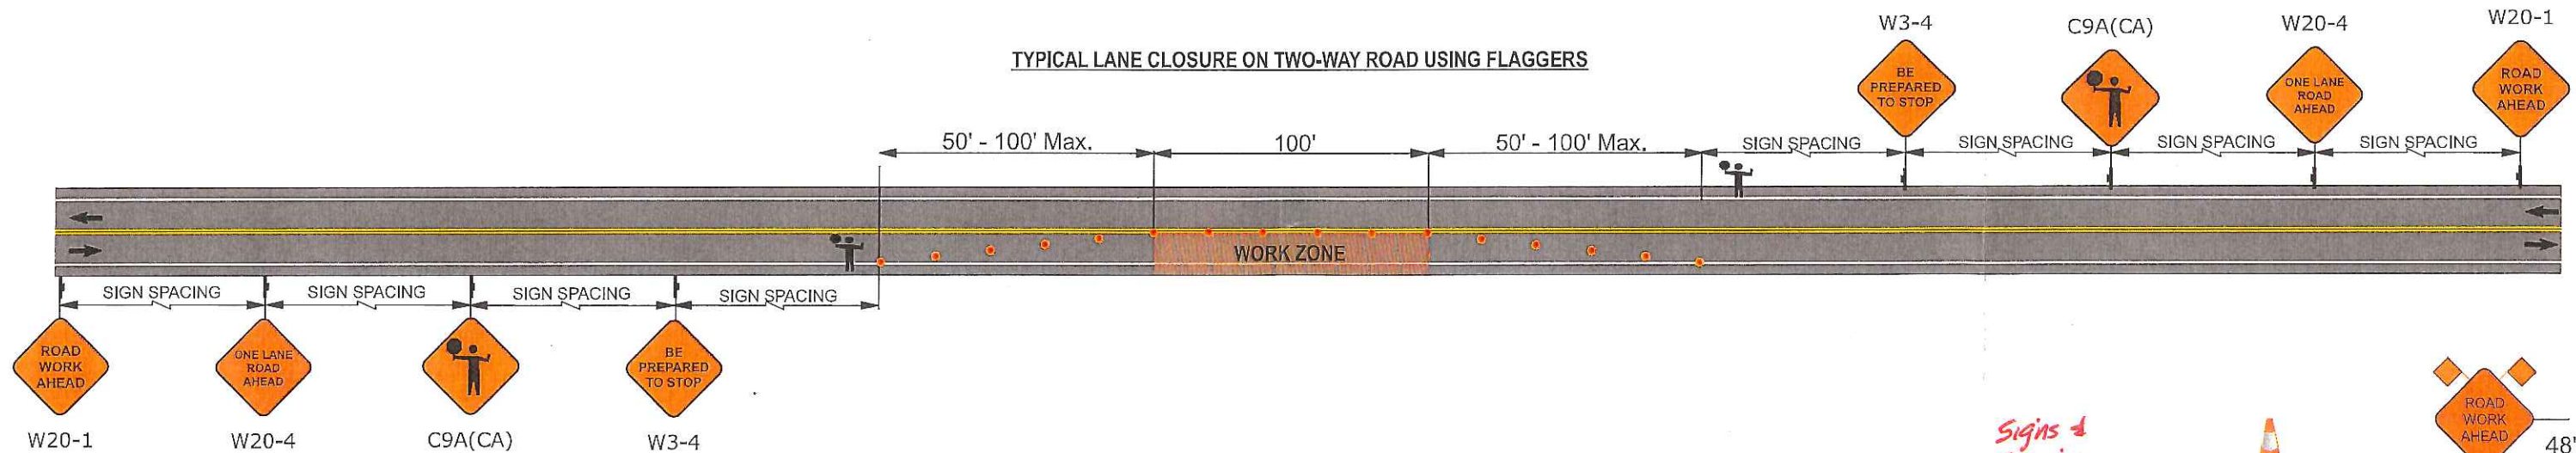 W3-4
C9A(CA)
W20-4
W20-1
TYPICAL LANE CLOSURE ON TWO-WAY ROAD USING FLAGGERS
BE
PREPARED
TO STOP
ONE LANE
ROAD
AHEAD
ROAD
WORK
AHEAD
50' - 100' Max.
100'
50' - 100' Max.
SIGN SPACING
SIGN SPACING
SIGN SPACING
SIGN SPACING
WORK ZONE
SIGN SPACING
SIGN SPACING
SIGN SPACING
SIGN SPACING
ROAD
WORK
AHEAD
ONE LANE
ROAD
AHEAD
BE
PREPARED
TO STOP
W20-1
W20-4
C9A(CA)
W3-4
Signs &
ROAD
WORK
AHEAD